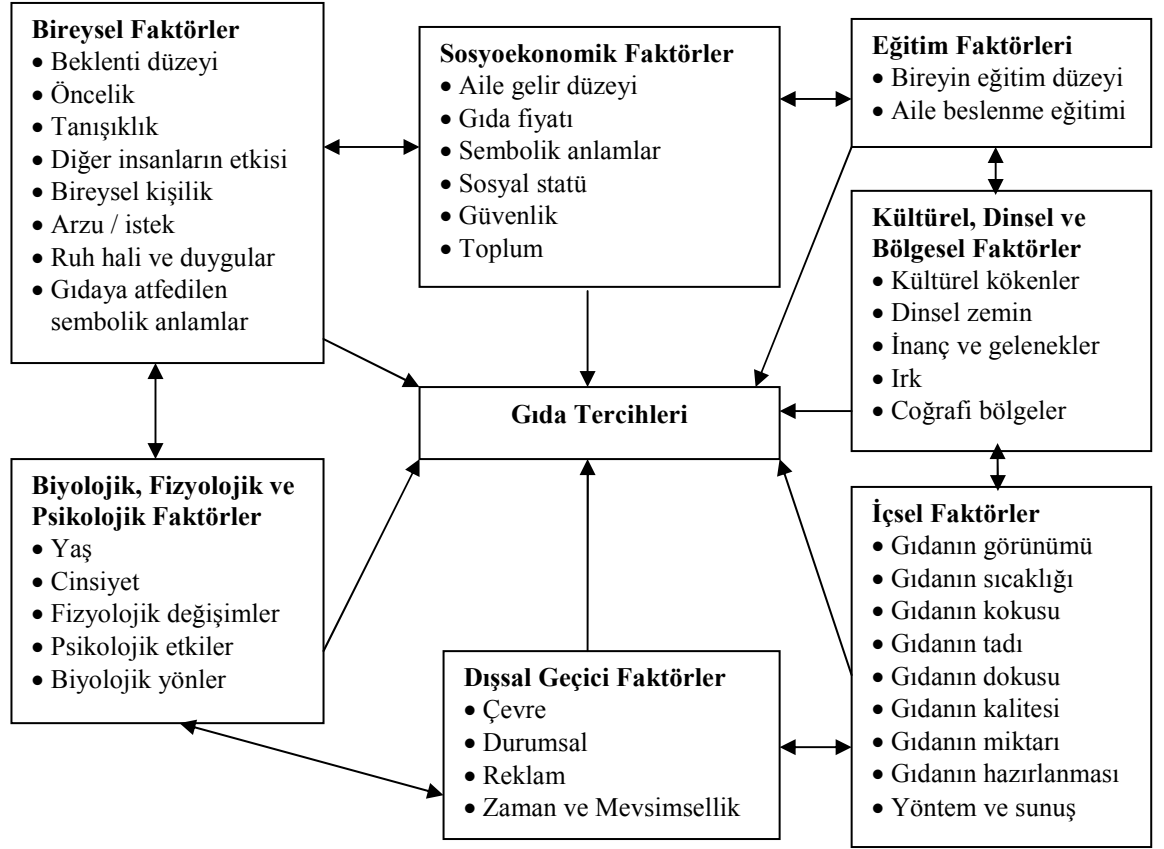 Bireysel Faktörler
• Beklenti düzeyi
• Öncelik
• Tanışıklık
• Diğer insanların etkisi
• Bireysel kişilik
• Arzu / istek
• Ruh hali ve duygular
• Gıdaya atfedilen
sembolik anlamlar
Sosyoekonomik Faktörler
• Aile gelir düzeyi
• Gıda fiyatı
• Sembolik anlamlar
• Sosyal statü
• Güvenlik
• Toplum
Eğitim Faktörleri
• Bireyin eğitim düzeyi
• Aile beslenme eğitimi
Kültürel, Dinsel ve
Bölgesel Faktörler
• Kültürel kökenler
• Dinsel zemin
• İnanç ve gelenekler
• Irk
• Coğrafi bölgeler
Gıda Tercihleri
Biyolojik, Fizyolojik ve
Psikolojik Faktörler
• Yaş
• Cinsiyet
• Fizyolojik değişimler
• Psikolojik etkiler
• Biyolojik yönler
Dışsal Geçici Faktörler
• Çevre
• Durumsal
• Reklam
• Zaman ve Mevsimsellik
İçsel Faktörler
• Gıdanın görünümü
• Gıdanın sıcaklığı
• Gıdanın kokusu
• Gıdanın tadı
• Gıdanın dokusu
• Gıdanın kalitesi
• Gıdanın miktarı
• Gıdanın hazırlanması
• Yöntem ve sunuş